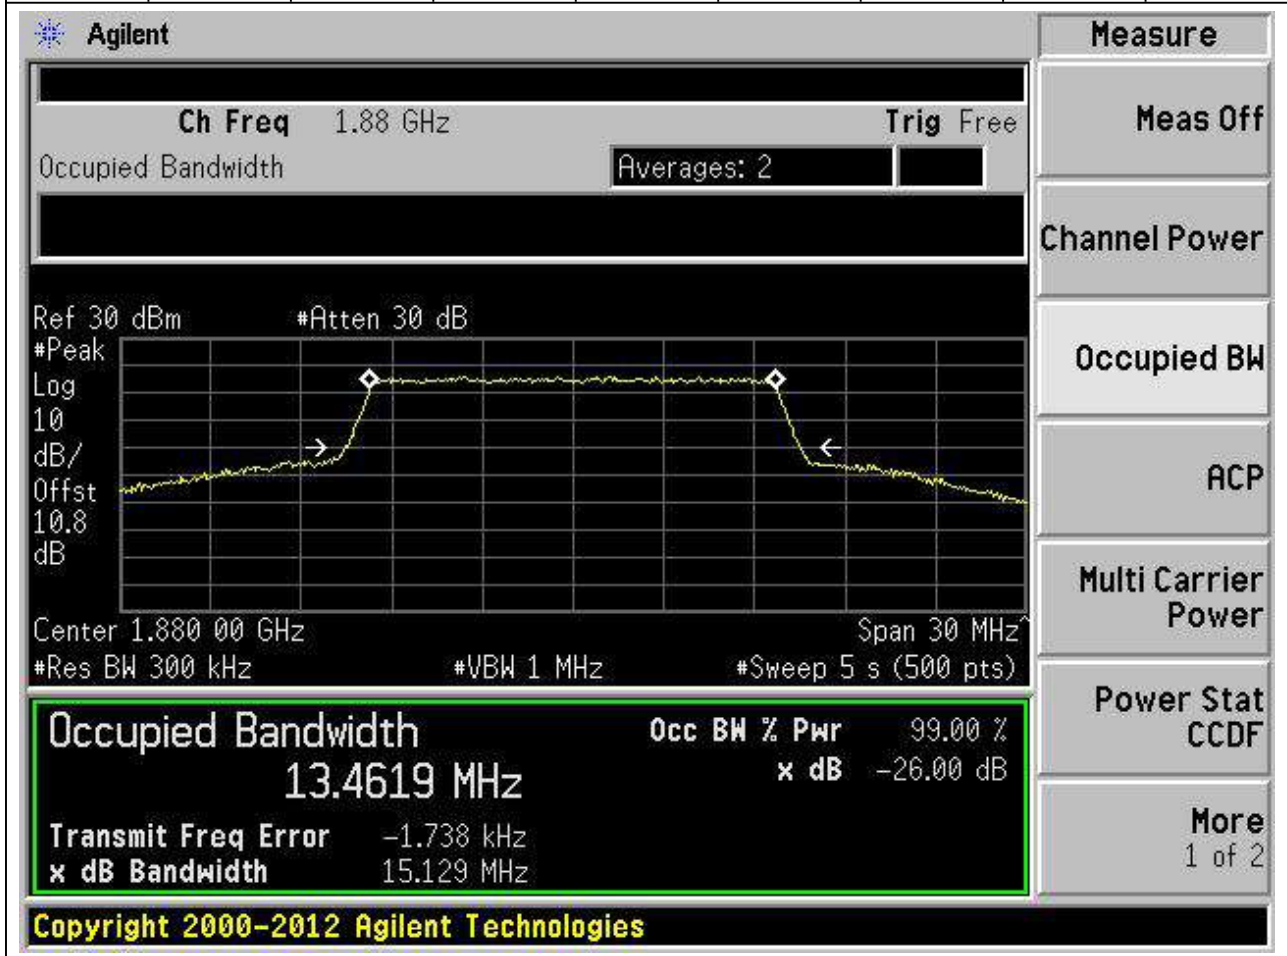 Agilent
Measure
Ch Freq 1.88 GHz Trig Free
Occupied Bandwidth Averages: 2
Ref 30 dBm #Atten 30 dB
#Peak
Log
10
dB/
Offst
10.8
dB
Center 1.880 00 GHz Span 30 MHz^
#Res BW 300 kHz #VBW 1 MHz #Sweep 5 s (500 pts)
Occupied Bandwidth Occ BW % Pwr 99.00 %
13.4619 MHz x dB -26.00 dB
Transmit Freq Error -1.738 kHz
x dB Bandwidth 15.129 MHz
Meas Off
Channel Power
Occupied BW
ACP
Multi Carrier
Power
Power Stat
CCDF
More
1 of 2
Copyright 2000-2012 Agilent Technologies